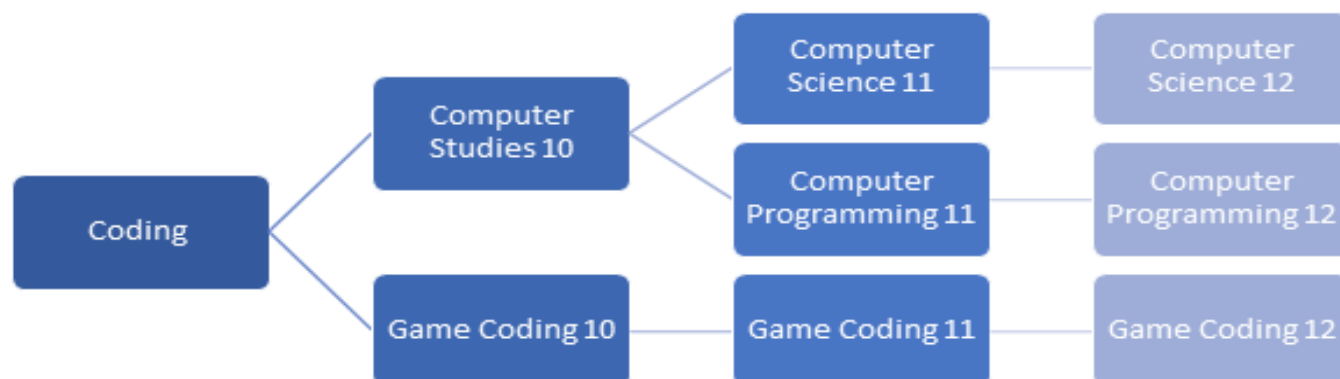 Coding
Computer
Studies 10
Game Coding 10
Computer
Science 11
Computer
Programming 11
Game Coding 11
Computer
Science 12
Computer
Programming 12
Game Coding 12